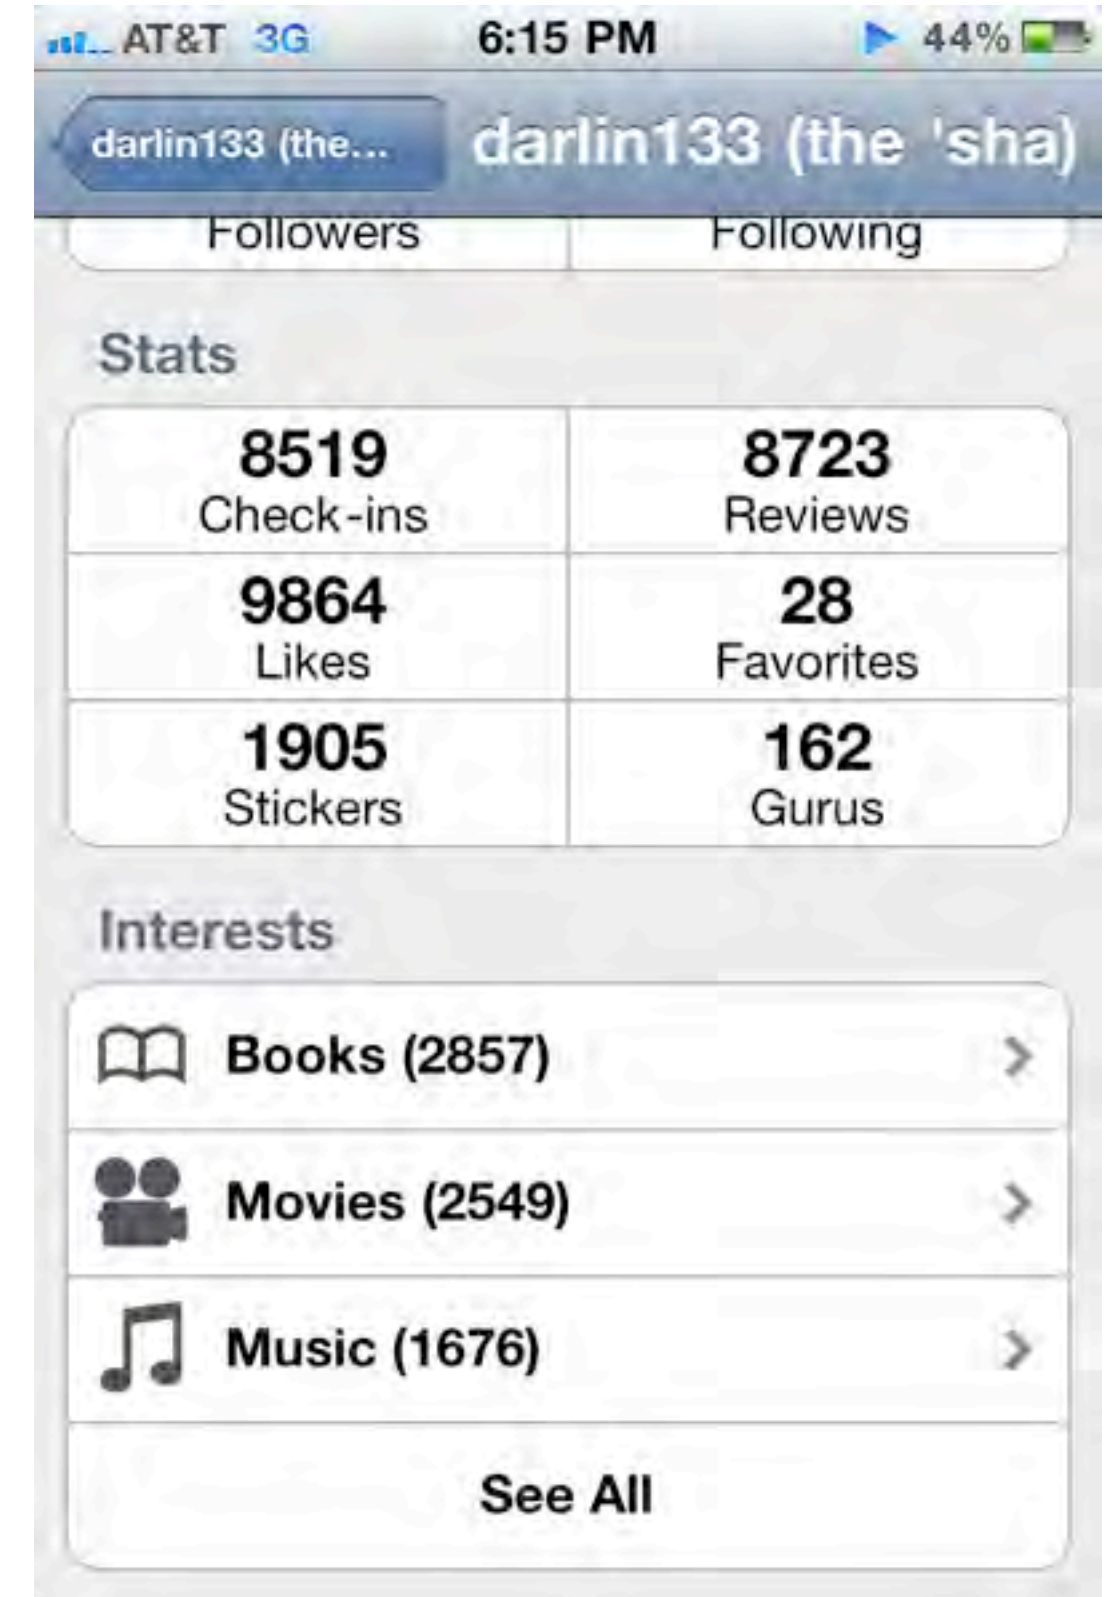 AT&T 3G 6:15 PM 44%
darlin133 (the... darlin133 (the 'sha)
Followers Following
Stats
8519 8723
Check-ins Reviews
9864 28
Likes Favorites
1905 162
Stickers Gurus
Interests
Books (2857)
Movies (2549)
Music (1676)
See All